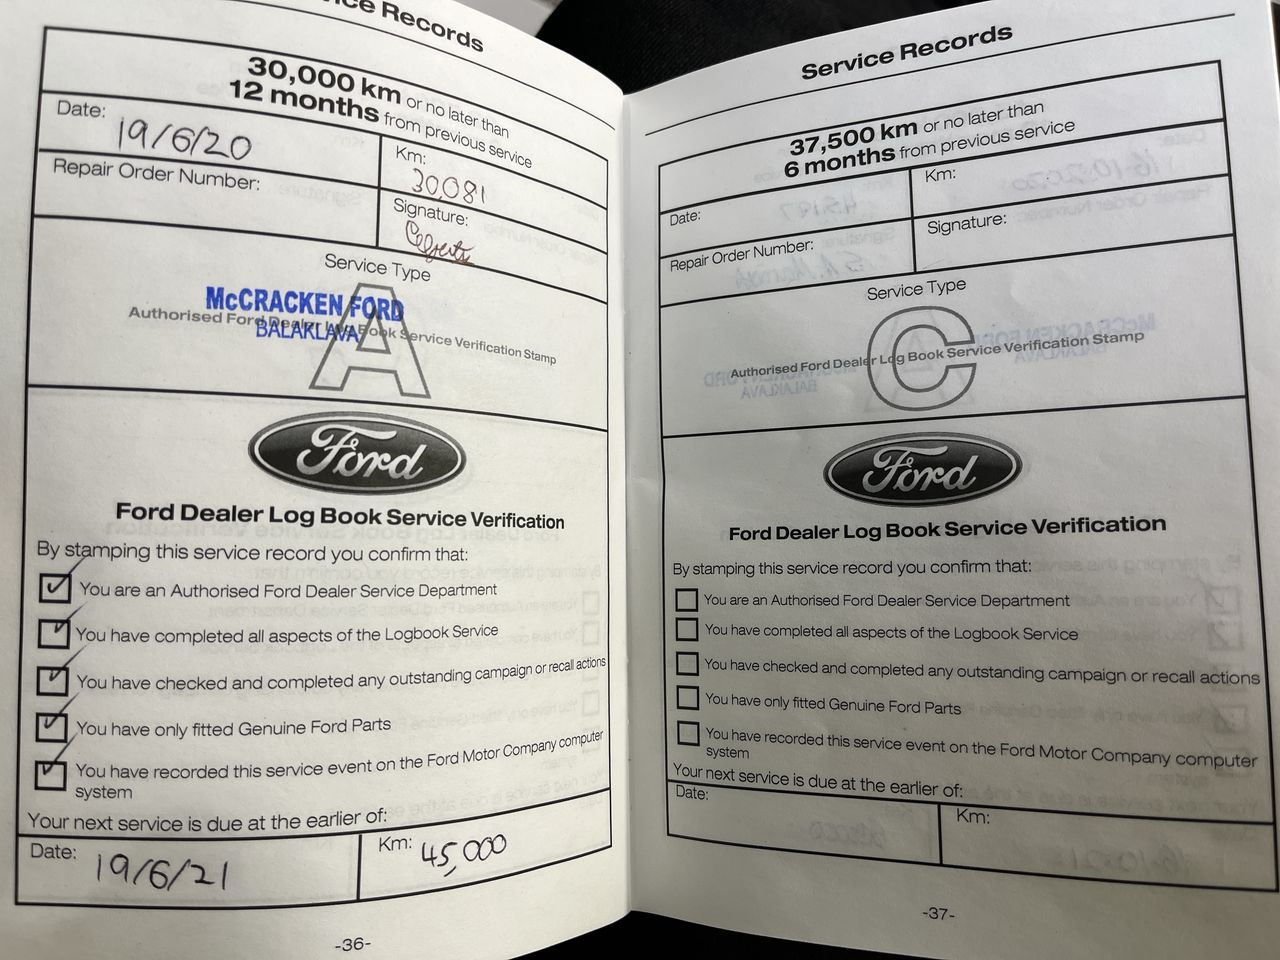 ce Records
30,000 km or no later than
12 months from previous service
Date: 19/6/20
Km: 30,081
Repair Order Number:
Signature:
Service Type
McCRACKEN FORD
BALAKLAVA
Authorised Ford Dealer Log Book Service Verification Stamp
A
Ford
Ford Dealer Log Book Service Verification
By stamping this service record you confirm that:
You are an Authorised Ford Dealer Service Department
You have completed all aspects of the Logbook Service
You have checked and completed any outstanding campaign or recall actions
You have only fitted Genuine Ford Parts
You have recorded this service event on the Ford Motor Company computer
system
Your next service is due at the earlier of:
Date: 19/6/21
Km: 45,000
-36-
Service Records
37,500 km or no later than
6 months from previous service
Date:
Km:
Repair Order Number:
Signature:
Service Type
Authorised Ford Dealer Log Book Service Verification Stamp
C
Ford
Ford Dealer Log Book Service Verification
By stamping this service record you confirm that:
You are an Authorised Ford Dealer Service Department
You have completed all aspects of the Logbook Service
You have checked and completed any outstanding campaign or recall actions
You have only fitted Genuine Ford Parts
You have recorded this service event on the Ford Motor Company computer
system
Your next service is due at the earlier of:
Date:
Km:
-37-